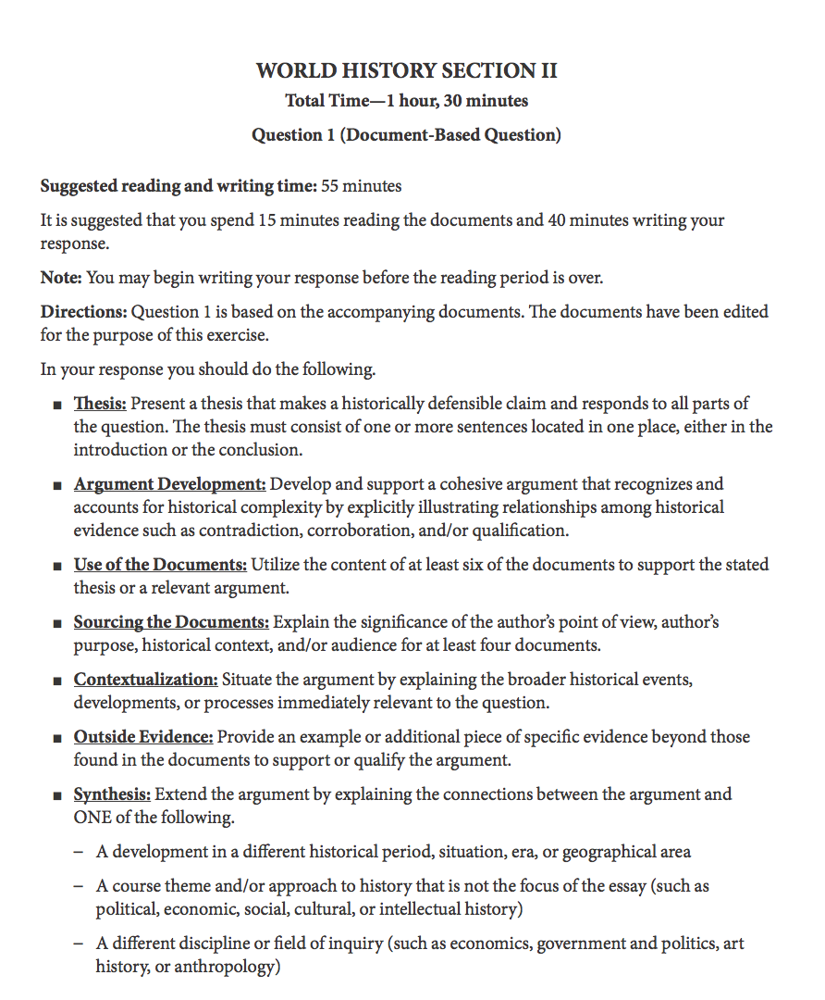 WORLD HISTORY SECTION II
Total Time—1 hour, 30 minutes
Question 1 (Document-Based Question)
Suggested reading and writing time: 55 minutes
It is suggested that you spend 15 minutes reading the documents and 40 minutes writing your
response.
Note: You may begin writing your response before the reading period is over.
Directions: Question 1 is based on the accompanying documents. The documents have been edited
for the purpose of this exercise.
In your response you should do the following.
■ Thesis: Present a thesis that makes a historically defensible claim and responds to all parts of
the question. The thesis must consist of one or more sentences located in one place, either in the
introduction or the conclusion.
■ Argument Development: Develop and support a cohesive argument that recognizes and
accounts for historical complexity by explicitly illustrating relationships among historical
evidence such as contradiction, corroboration, and/or qualification.
■ Use of the Documents: Utilize the content of at least six of the documents to support the stated
thesis or a relevant argument.
■ Sourcing the Documents: Explain the significance of the author’s point of view, author’s
purpose, historical context, and/or audience for at least four documents.
■ Contextualization: Situate the argument by explaining the broader historical events,
developments, or processes immediately relevant to the question.
■ Outside Evidence: Provide an example or additional piece of specific evidence beyond those
found in the documents to support or qualify the argument.
■ Synthesis: Extend the argument by explaining the connections between the argument and
ONE of the following.
– A development in a different historical period, situation, era, or geographical area
– A course theme and/or approach to history that is not the focus of the essay (such as
political, economic, social, cultural, or intellectual history)
– A different discipline or field of inquiry (such as economics, government and politics, art
history, or anthropology)